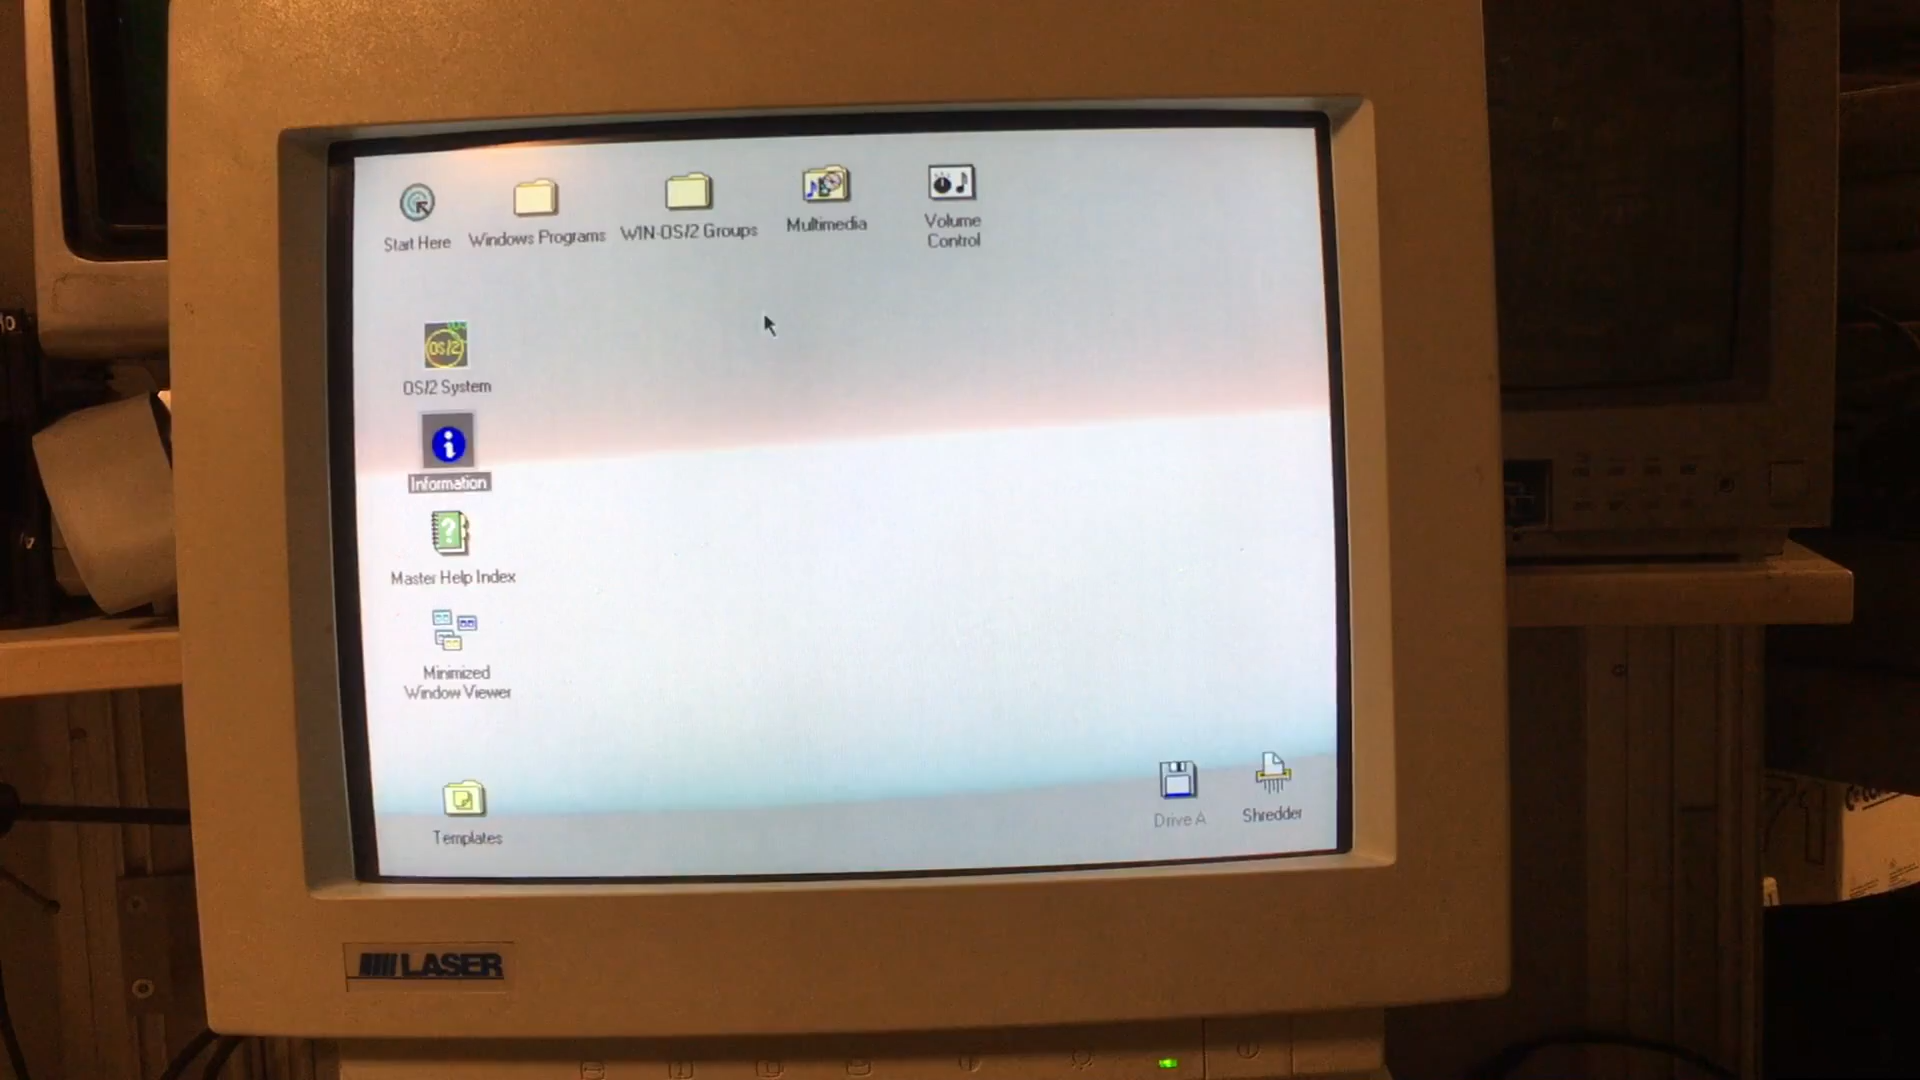 Start Here
Windows Programs
WIN-OS/2 Groups
Multimedia
Volume
Control
OS/2
OS/2 System
Information
Master Help Index
Minimized
Window Viewer
Templates
Drive A
Shredder
LASER